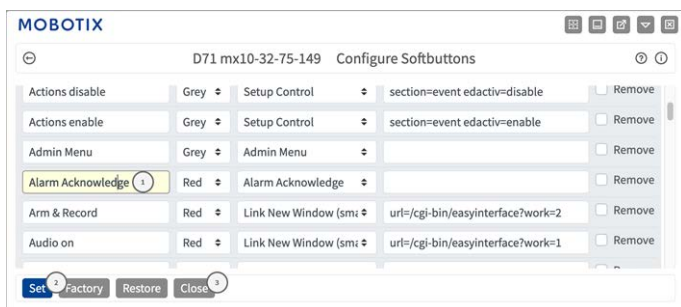 MOBOTIX
D71 mx10-32-75-149 Configure Softbuttons
Actions disable Grey Setup Control section=event edactiv=disable Remove
Actions enable Grey Setup Control section=event edactiv=enable Remove
Admin Menu Grey Admin Menu Remove
Alarm Acknowledge 1 Red Alarm Acknowledge Remove
Arm & Record Red Link New Window (sma url=/cgi-bin/easyinterface?work=2 Remove
Audio on Red Link New Window (sma url=/cgi-bin/easyinterface?work=1 Remove
Set 2 Factory Restore Close 3